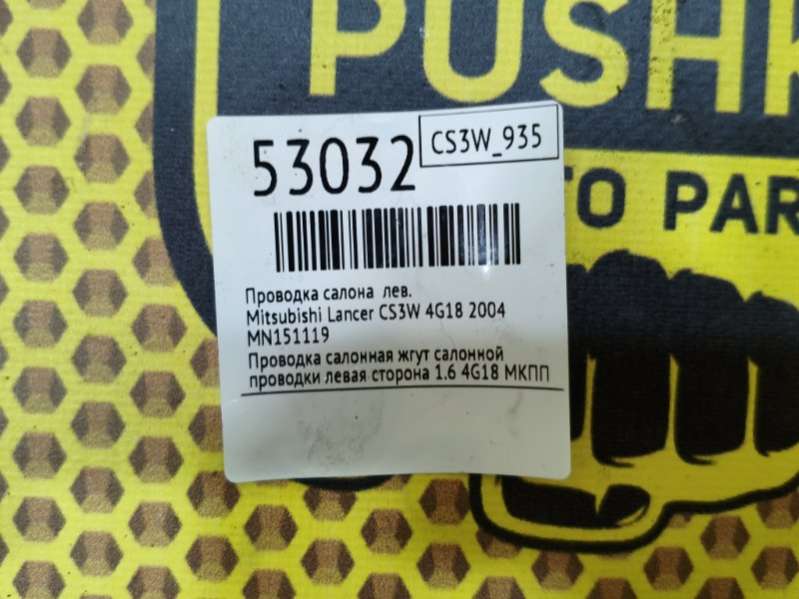 PUSHK
TO PAR
53032
CS3W_935
Проводка салона лев.
Mitsubishi Lancer CS3W 4G18 2004
MN151119
Проводка салонная жгут салонной
проводки левая сторона 1.6 4G18 МКПП